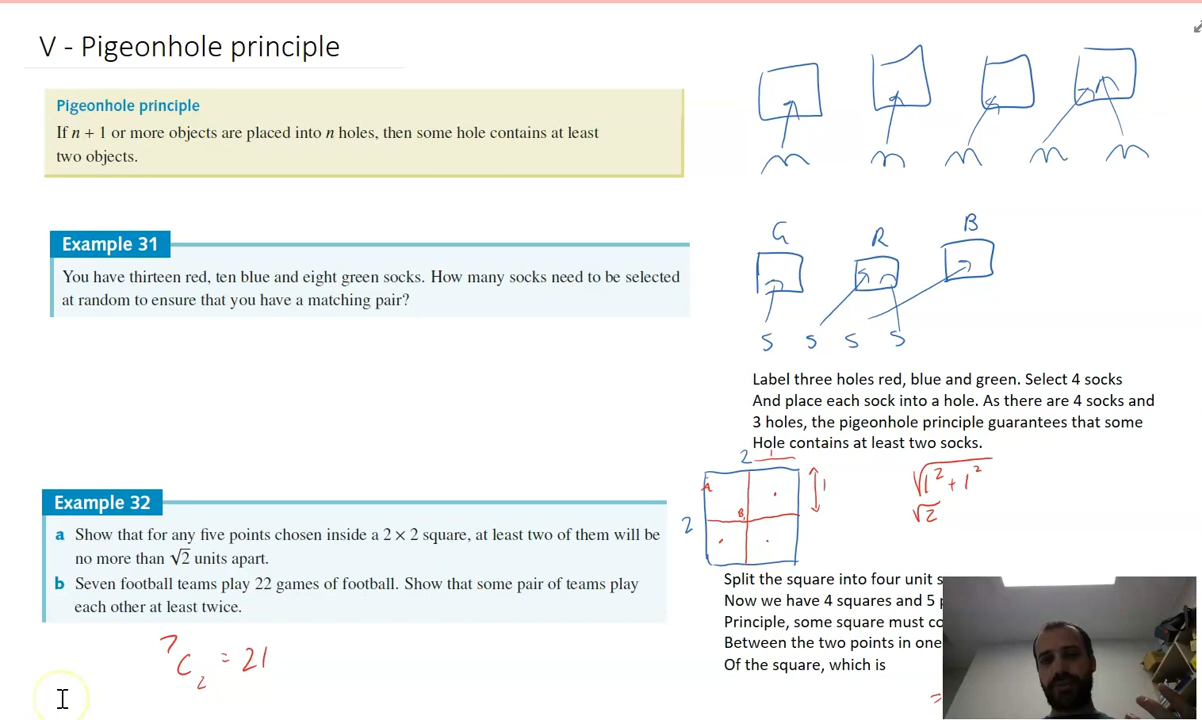 V - Pigeonhole principle
Pigeonhole principle
If n + 1 or more objects are placed into n holes, then some hole contains at least
two objects.
Example 31
You have thirteen red, ten blue and eight green socks. How many socks need to be selected
at random to ensure that you have a matching pair?
G R B
S S S S
Label three holes red, blue and green. Select 4 socks
And place each sock into a hole. As there are 4 socks and
3 holes, the pigeonhole principle guarantees that some
Hole contains at least two socks.
Example 32
a Show that for any five points chosen inside a 2 × 2 square, at least two of them will be
no more than √2 units apart.
b Seven football teams play 22 games of football. Show that some pair of teams play
each other at least twice.
⁷C₂ = 21
2 1
A 1
B
2
√1² + 1²
√2
Split the square into four unit s
Now we have 4 squares and 5 p
Principle, some square must co
Between the two points in one
Of the square, which is
=